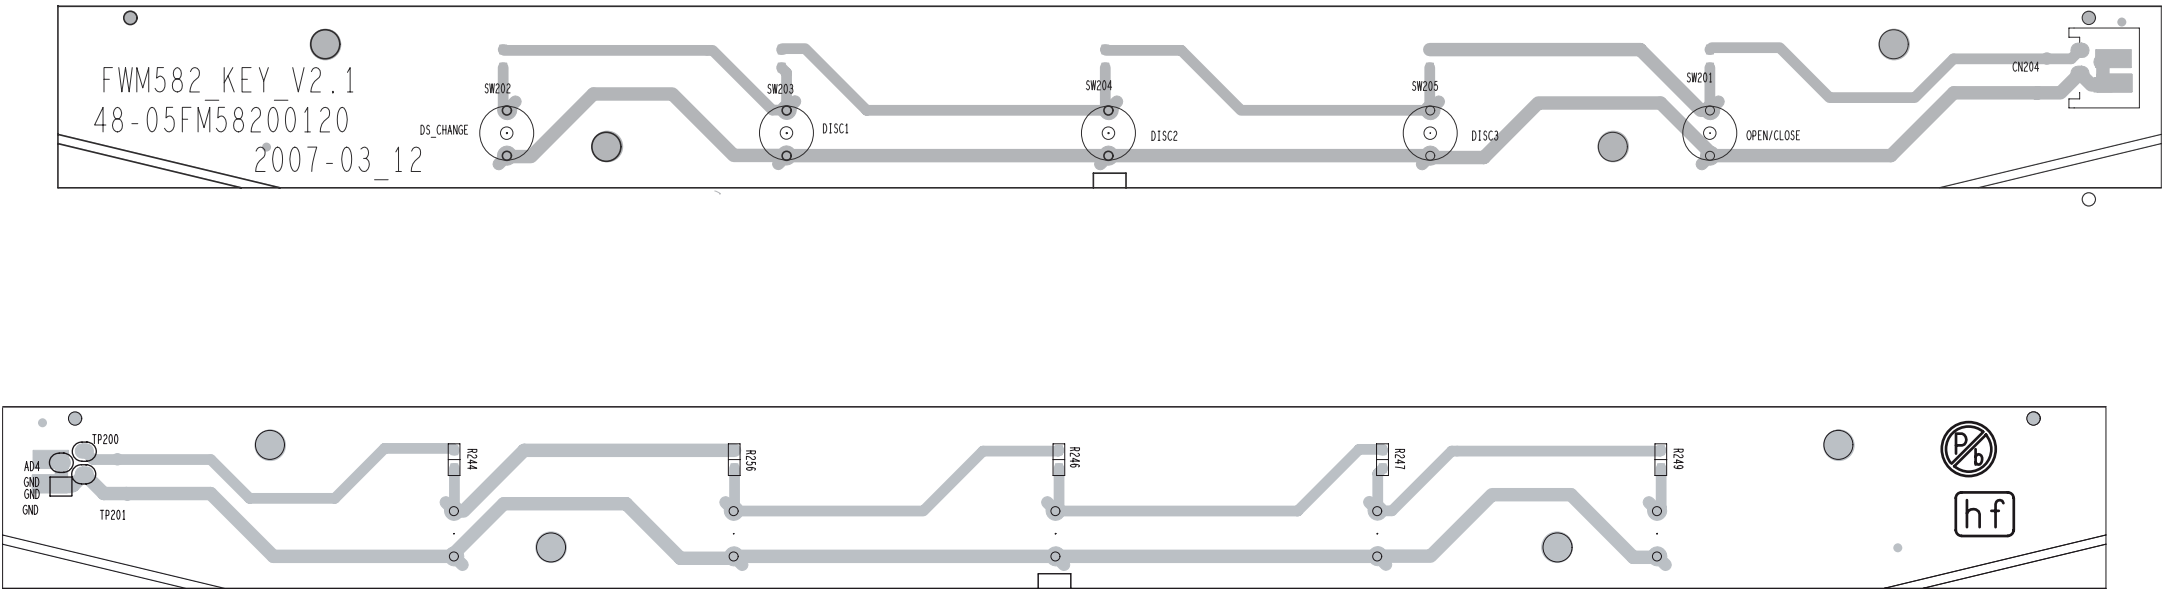 FWM582_KEY_V2.1
48-05FM58200120
2007-03_12
SW202
DS_CHANGE
SW203
DISC1
SW204
DISC2
SW205
DISC3
SW201
OPEN/CLOSE
CN204
TP200
AD4
GND
GND
GND
TP201
R244
R256
R246
R247
R249
Pb
hf